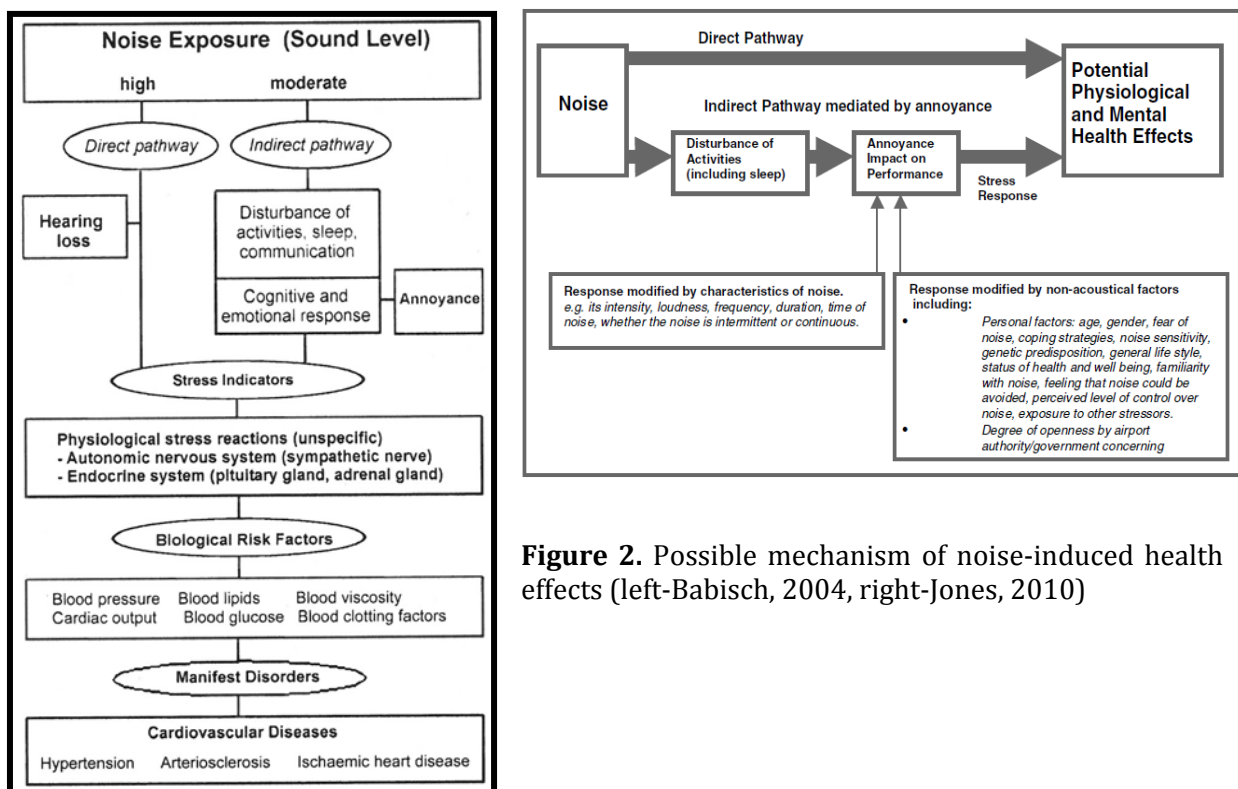 Noise Exposure (Sound Level)
high moderate
Direct pathway Indirect pathway
Hearing
loss
Disturbance of
activities, sleep,
communication
Cognitive and
emotional response
Annoyance
Stress Indicators
Physiological stress reactions (unspecific)
- Autonomic nervous system (sympathetic nerve)
- Endocrine system (pituitary gland, adrenal gland)
Biological Risk Factors
Blood pressure Blood lipids Blood viscosity
Cardiac output Blood glucose Blood clotting factors
Manifest Disorders
Cardiovascular Diseases
Hypertension Arteriosclerosis Ischaemic heart disease
Direct Pathway
Noise
Indirect Pathway mediated by annoyance
Disturbance of
Activities
(including sleep)
Annoyance
Impact on
Performance
Stress
Response
Potential
Physiological
and Mental
Health Effects
Response modified by characteristics of noise.
e.g. its intensity, loudness, frequency, duration, time of
noise, whether the noise is intermittent or continuous.
Response modified by non-acoustical factors
including:
• Personal factors: age, gender, fear of
noise, coping strategies, noise sensitivity,
genetic predisposition, general life style,
status of health and well being, familiarity
with noise, feeling that noise could be
avoided, perceived level of control over
noise, exposure to other stressors.
• Degree of openness by airport
authority/government concerning
Figure 2. Possible mechanism of noise-induced health
effects (left-Babisch, 2004, right-Jones, 2010)